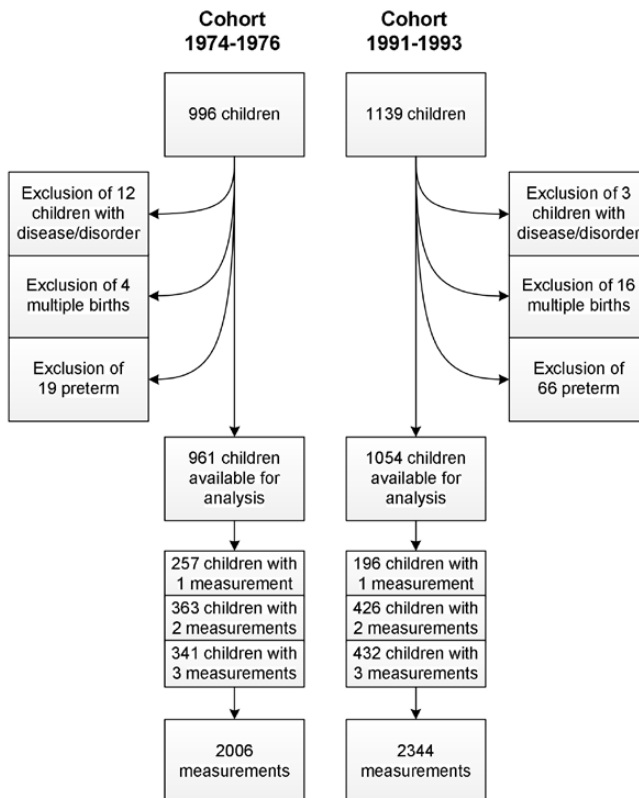 Cohort
1974-1976
Cohort
1991-1993
996 children
1139 children
Exclusion of 12
children with
disease/disorder
Exclusion of 4
multiple births
Exclusion of
19 preterm
Exclusion of 3
children with
disease/disorder
Exclusion of 16
multiple births
Exclusion of
66 preterm
961 children
available for
analysis
1054 children
available for
analysis
257 children with
1 measurement
363 children with
2 measurements
341 children with
3 measurements
196 children with
1 measurement
426 children with
2 measurements
432 children with
3 measurements
2006
measurements
2344
measurements